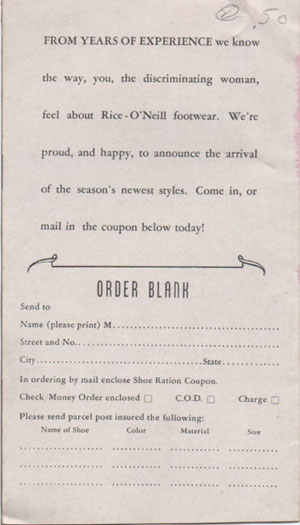 .50
FROM YEARS OF EXPERIENCE we know
the way, you, the discriminating woman,
feel about Rice-O'Neill footwear. We're
proud, and happy, to announce the arrival
of the season's newest styles. Come in, or
mail in the coupon below today!
ORDER BLANK
Send to
Name (please print) M
Street and No.
City State
In ordering by mail enclose Shoe Ration Coupon.
Check/Money Order enclosed □ C.O.D. □ Charge □
Please send parcel post insured the following:
Name of Shoe Color Material Size